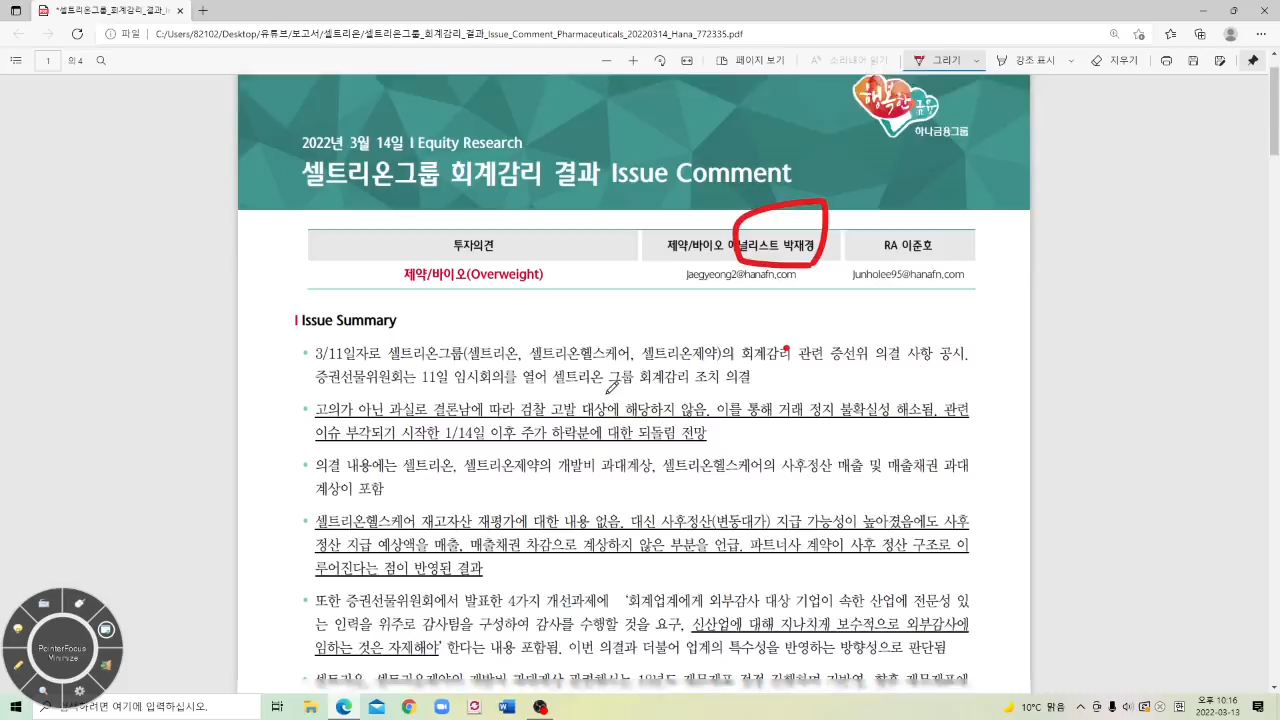 *셀트리온그룹_회계감리_결과_I
파일
C:/Users/82102/Desktop/유튜브/보고서/셀트리온/셀트리온그룹_회계감리_결과_Issue_Comment_Pharmaceuticals_20220314_Hana_772335.pdf
1 의 4
페이지 보기
소리내어 읽기
그리기
강조 표시
지우기
행복한 금융
하나금융그룹
2022년 3월 14일 I Equity Research
셀트리온그룹 회계감리 결과 Issue Comment
투자의견
제약/바이오 애널리스트 박재경
RA 이준호
제약/바이오(Overweight)
Jaegyeong2@hanafn.com
Junholee95@hanafn.com
Issue Summary
3/11일자로 셀트리온그룹(셀트리온, 셀트리온헬스케어, 셀트리온제약)의 회계감리 관련 증선위 의결 사항 공시.
증권선물위원회는 11일 임시회의를 열어 셀트리온 그룹 회계감리 조치 의결
고의가 아닌 과실로 결론남에 따라 검찰 고발 대상에 해당하지 않음. 이를 통해 거래 정지 불확실성 해소됨. 관련
이슈 부각되기 시작한 1/14일 이후 주가 하락분에 대한 되돌림 전망
의결 내용에는 셀트리온, 셀트리온제약의 개발비 과대계상, 셀트리온헬스케어의 사후정산 매출 및 매출채권 과대
계상이 포함
셀트리온헬스케어 재고자산 재평가에 대한 내용 없음. 대신 사후정산(변동대가) 지급 가능성이 높아졌음에도 사후
정산 지급 예상액을 매출, 매출채권 차감으로 계상하지 않은 부분을 언급. 파트너사 계약이 사후 정산 구조로 이
루어진다는 점이 반영된 결과
또한 증권선물위원회에서 발표한 4가지 개선과제에 ‘회계업계에게 외부감사 대상 기업이 속한 산업에 전문성 있
는 인력을 위주로 감사팀을 구성하여 감사를 수행할 것을 요구, 신산업에 대해 지나치게 보수적으로 외부감사에
임하는 것은 자제해야’ 한다는 내용 포함됨. 이번 의결과 더불어 업계의 특수성을 반영하는 방향성으로 판단됨
PointerFocus
Minimize
검색하려면 여기에 입력하십시오.
10°C 맑음
오후 10:16
2022-03-13